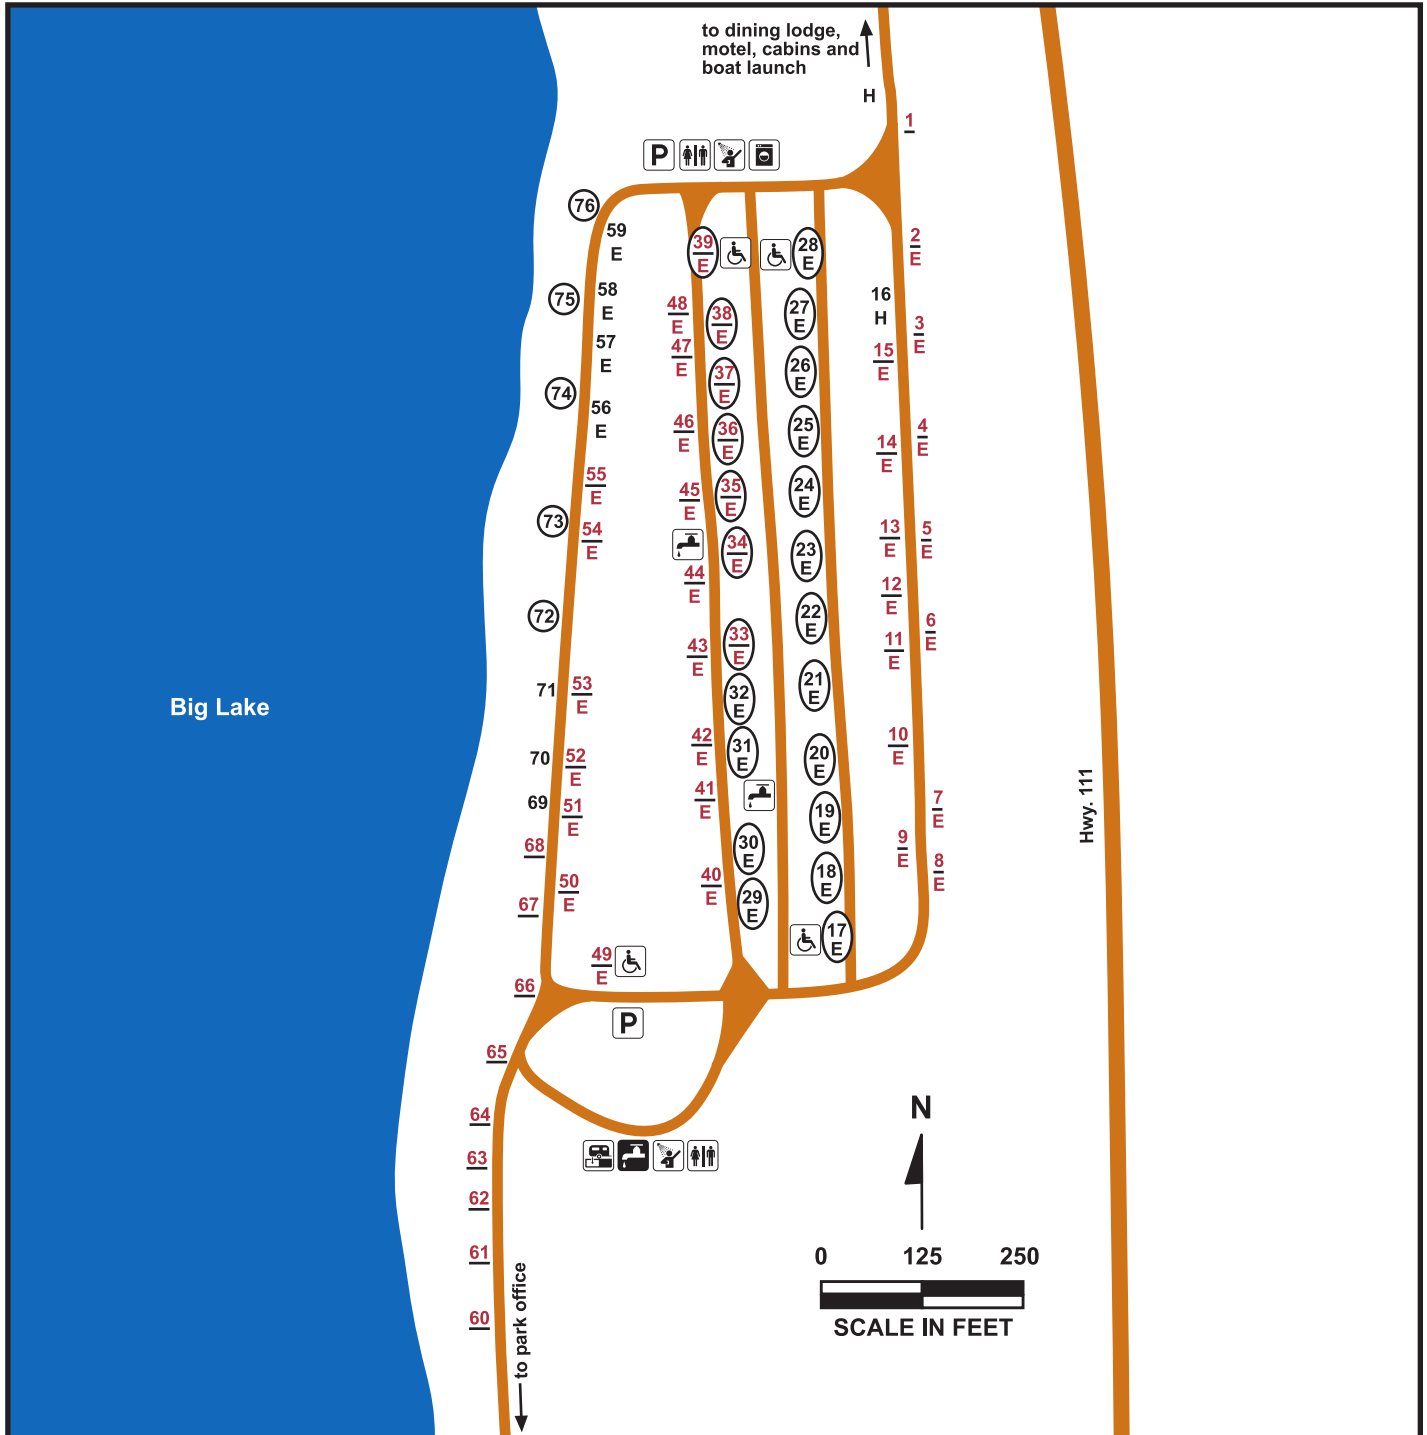 to dining lodge,
motel, cabins and
boat launch
H
1
P
76
59
E
39
E
28
E
2
E
75
58
E
48
E
38
E
27
E
16
H
3
E
57
E
47
E
37
E
26
E
15
E
74
56
E
46
E
36
E
25
E
14
E
4
E
55
E
45
E
35
E
24
E
73
54
E
34
E
23
E
13
E
5
E
44
E
12
E
72
22
E
6
E
43
E
33
E
11
E
71
53
E
32
E
21
E
Big Lake
70
52
E
42
E
31
E
20
E
10
E
69
51
E
41
E
19
E
7
E
Hwy. 111
68
30
E
9
E
8
E
67
50
E
40
E
29
E
18
E
17
E
49
E
66
P
65
64
63
62
61
60
to park office
N
0 125 250
SCALE IN FEET